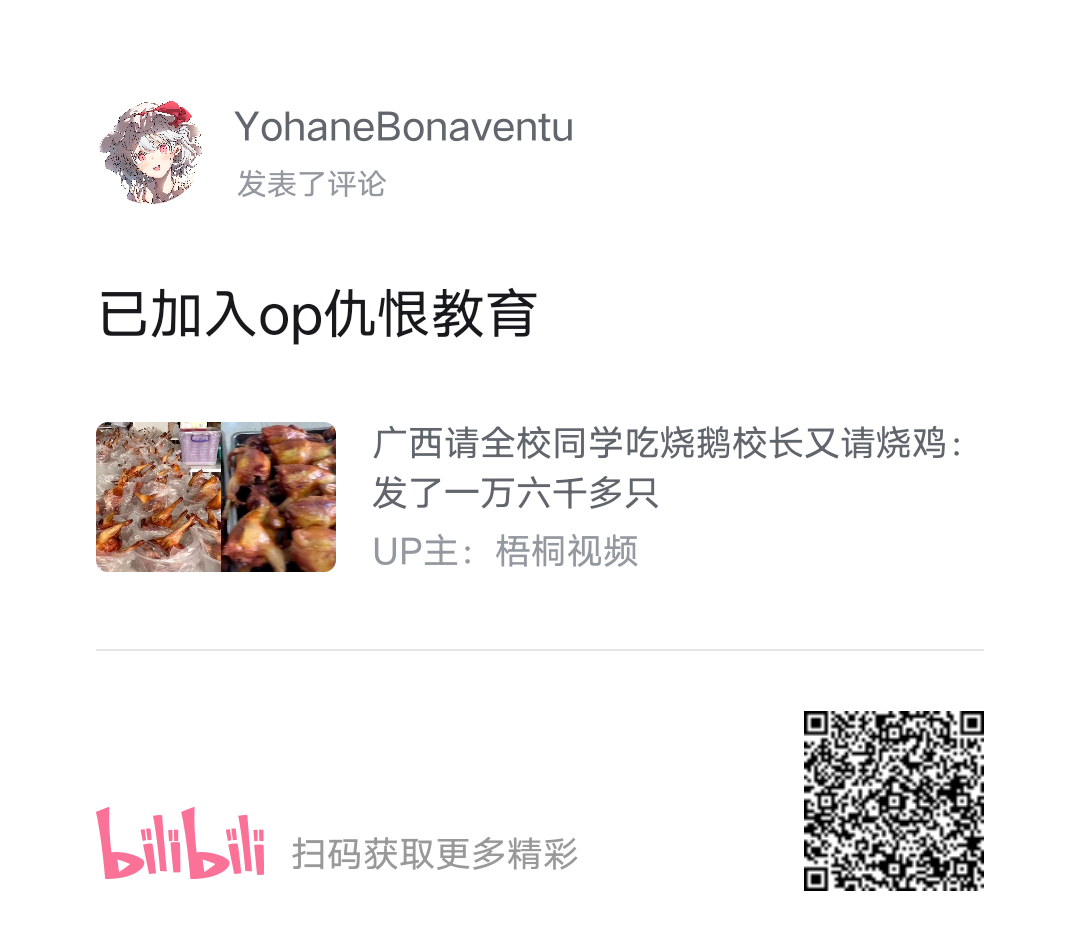 YohaneBonaventu
发表了评论
已加入op仇恨教育
广西请全校同学吃烧鹅校长又请烧鸡：
发了一万六千多只
UP主：梧桐视频
bilibili 扫码获取更多精彩